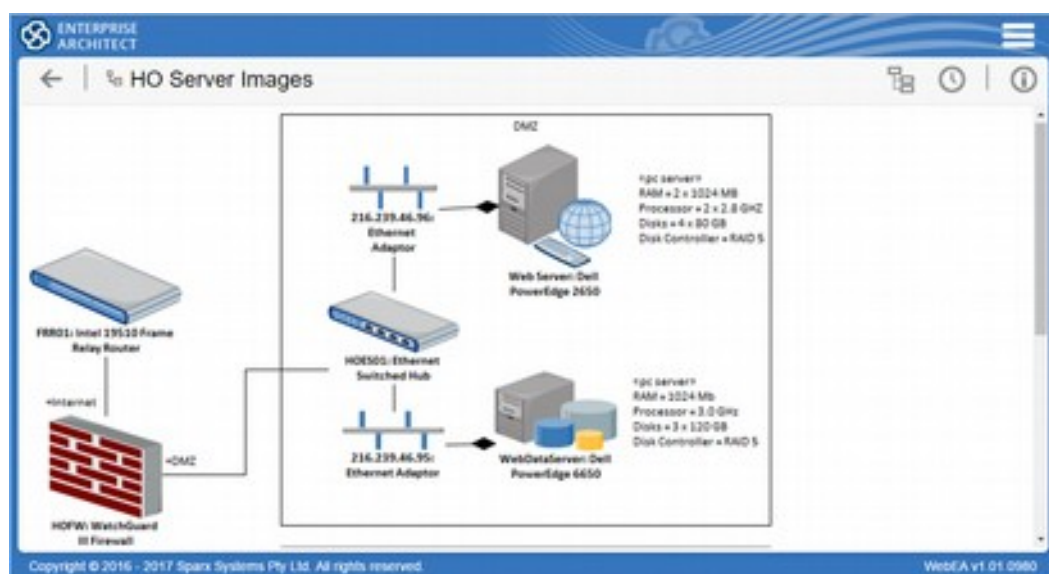 ENTERPRISE
ARCHITECT
HO Server Images
DMZ
216.239.46.96:
Ethernet
Adaptor
«pc server»
RAM = 2 x 1024 MB
Processor = 2 x 2.8 GHZ
Disks = 4 x 80 GB
Disk Controller = RAID 5
Web Server: Dell
PowerEdge 2650
FRR01: Intel 19510 Frame
Relay Router
HOES01: Ethernet
Switched Hub
+Internet
+DMZ
216.239.46.95:
Ethernet Adaptor
«pc server»
RAM = 1024 Mb
Processor = 3.0 GHz
Disks = 3 x 120 GB
Disk Controller = RAID 5
WebDataServer: Dell
PowerEdge 6650
HOFW: WatchGuard
III Firewall
Copyright © 2016 - 2017 Sparx Systems Pty Ltd. All rights reserved.
WebEA v1.01.0980